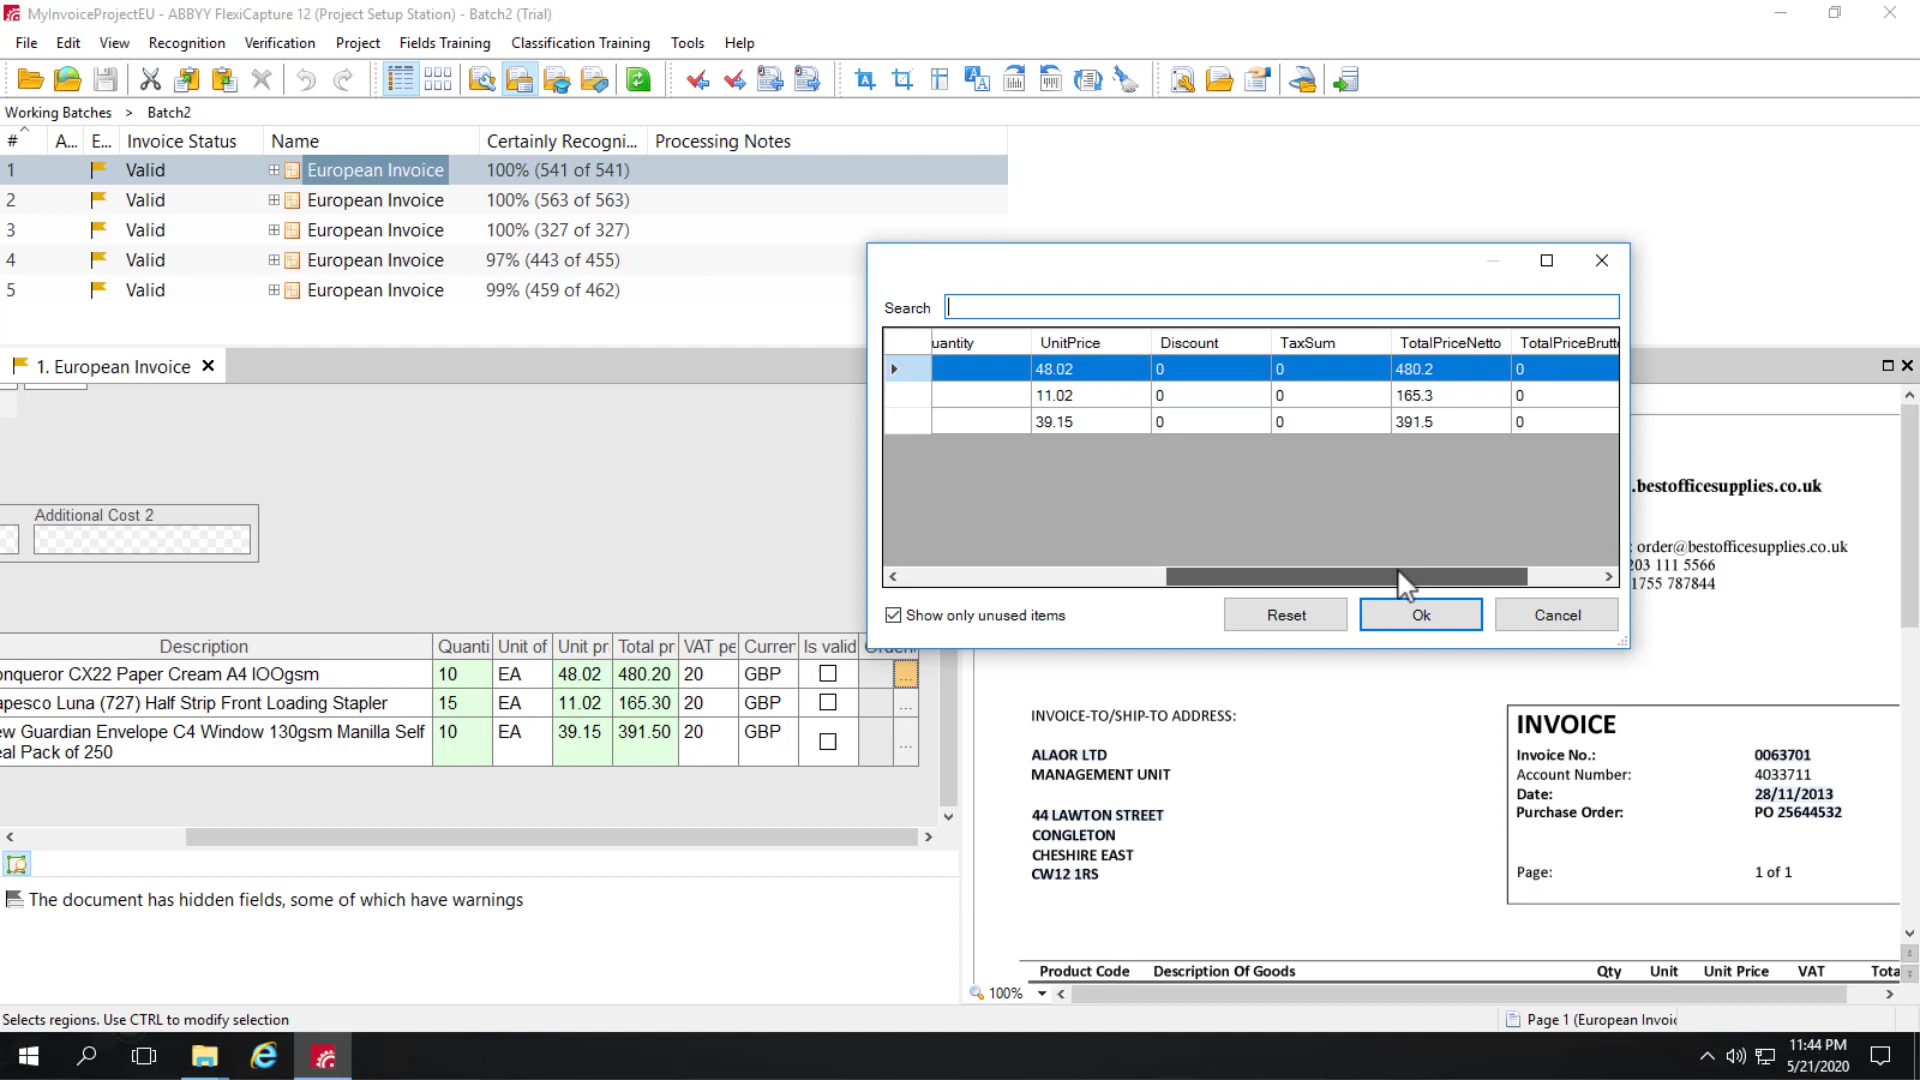 MyInvoiceProjectEU - ABBYY FlexiCapture 12 (Project Setup Station) - Batch2 (Trial)
File Edit View Recognition Verification Project Fields Training Classification Training Tools Help
Working Batches > Batch2
# A... E... Invoice Status Name Certainly Recogni... Processing Notes
1 Valid European Invoice 100% (541 of 541)
2 Valid European Invoice 100% (563 of 563)
3 Valid European Invoice 100% (327 of 327)
4 Valid European Invoice 97% (443 of 455)
5 Valid European Invoice 99% (459 of 462)
Search
uantity UnitPrice Discount TaxSum TotalPriceNetto TotalPriceBrutto
48.02 0 0 480.2 0
11.02 0 0 165.3 0
39.15 0 0 391.5 0
Show only unused items Reset Ok Cancel
1. European Invoice
Additional Cost 2
Description Quanti Unit of Unit pr Total pr VAT pe Currer Is valid
onqueror CX22 Paper Cream A4 IOOgsm 10 EA 48.02 480.20 20 GBP ...
apesco Luna (727) Half Strip Front Loading Stapler 15 EA 11.02 165.30 20 GBP ...
ew Guardian Envelope C4 Window 130gsm Manilla Self 10 EA 39.15 391.50 20 GBP ...
eal Pack of 250
The document has hidden fields, some of which have warnings
.bestofficesupplies.co.uk
: order@bestofficesupplies.co.uk
203 111 5566
1755 787844
INVOICE-TO/SHIP-TO ADDRESS:
ALAOR LTD
MANAGEMENT UNIT
44 LAWTON STREET
CONGLETON
CHESHIRE EAST
CW12 1RS
INVOICE
Invoice No.: 0063701
Account Number: 4033711
Date: 28/11/2013
Purchase Order: PO 25644532
Page: 1 of 1
Product Code Description Of Goods Qty Unit Unit Price VAT Tota
100%
Selects regions. Use CTRL to modify selection
Page 1 (European Invoic
11:44 PM
5/21/2020